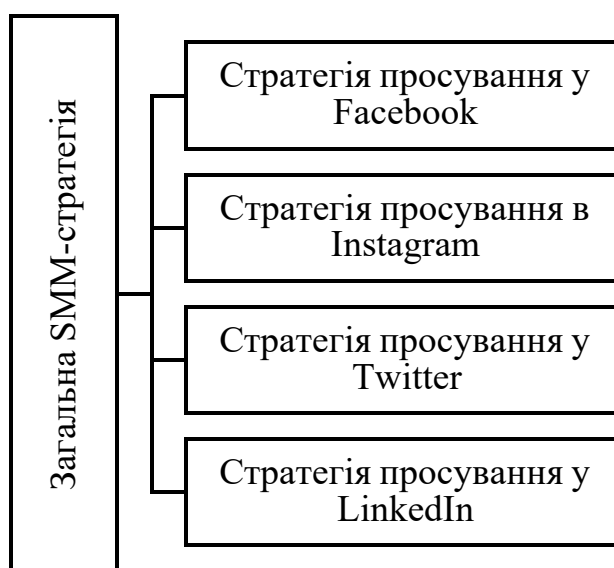 Загальна SMM-стратегія
Стратегія просування у
Facebook
Стратегія просування в
Instagram
Стратегія просування у
Twitter
Стратегія просування у
LinkedIn